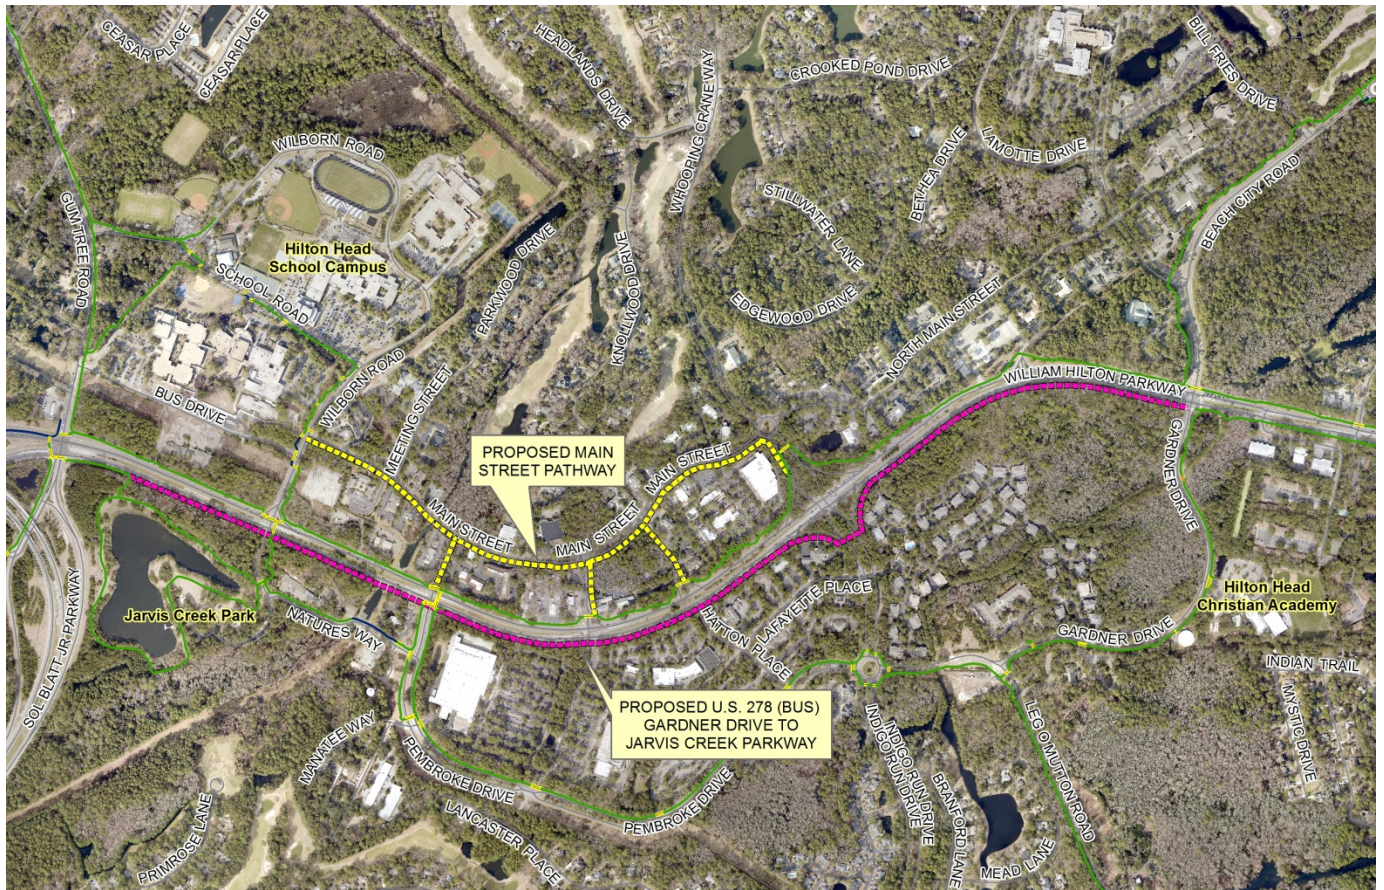 CEASAR PLACE
CEASAR PLACE
HEADLANDS DRIVE
WHOOPING CRANE WAY
CROOKED POND DRIVE
BILL FRIES DRIVE
LAMOTTE DRIVE
BETHEA DRIVE
WILBORN ROAD
STILLWATER LANE
BEACH CITY ROAD
GUM TREE ROAD
Hilton Head
School Campus
SCHOOL ROAD
PARKWOOD DRIVE
KNOLLWOOD DRIVE
EDGEWOOD DRIVE
NORTH MAIN STREET
WILLIAM HILTON PARKWAY
BUS DRIVE
WILBORN ROAD
MEETING STREET
PROPOSED MAIN
STREET PATHWAY
MAIN STREET
MAIN STREET
MAIN STREET
GARDNER DRIVE
SOL BLATT JR PARKWAY
Jarvis Creek Park
NATURES WAY
HATTON PLACE
LAFAYETTE PLACE
Hilton Head
Christian Academy
GARDNER DRIVE
INDIAN TRAIL
MYSTIC DRIVE
PROPOSED U.S. 278 (BUS)
GARDNER DRIVE TO
JARVIS CREEK PARKWAY
MANATEE WAY
PEMBROKE DRIVE
PEMBROKE DRIVE
LANCASTER PLACE
PRIMROSE LANE
INDIGO RUN DRIVE
INDIGO RUN DRIVE
BRANFORD LANE
MEAD LANE
LEG O MUTTON ROAD